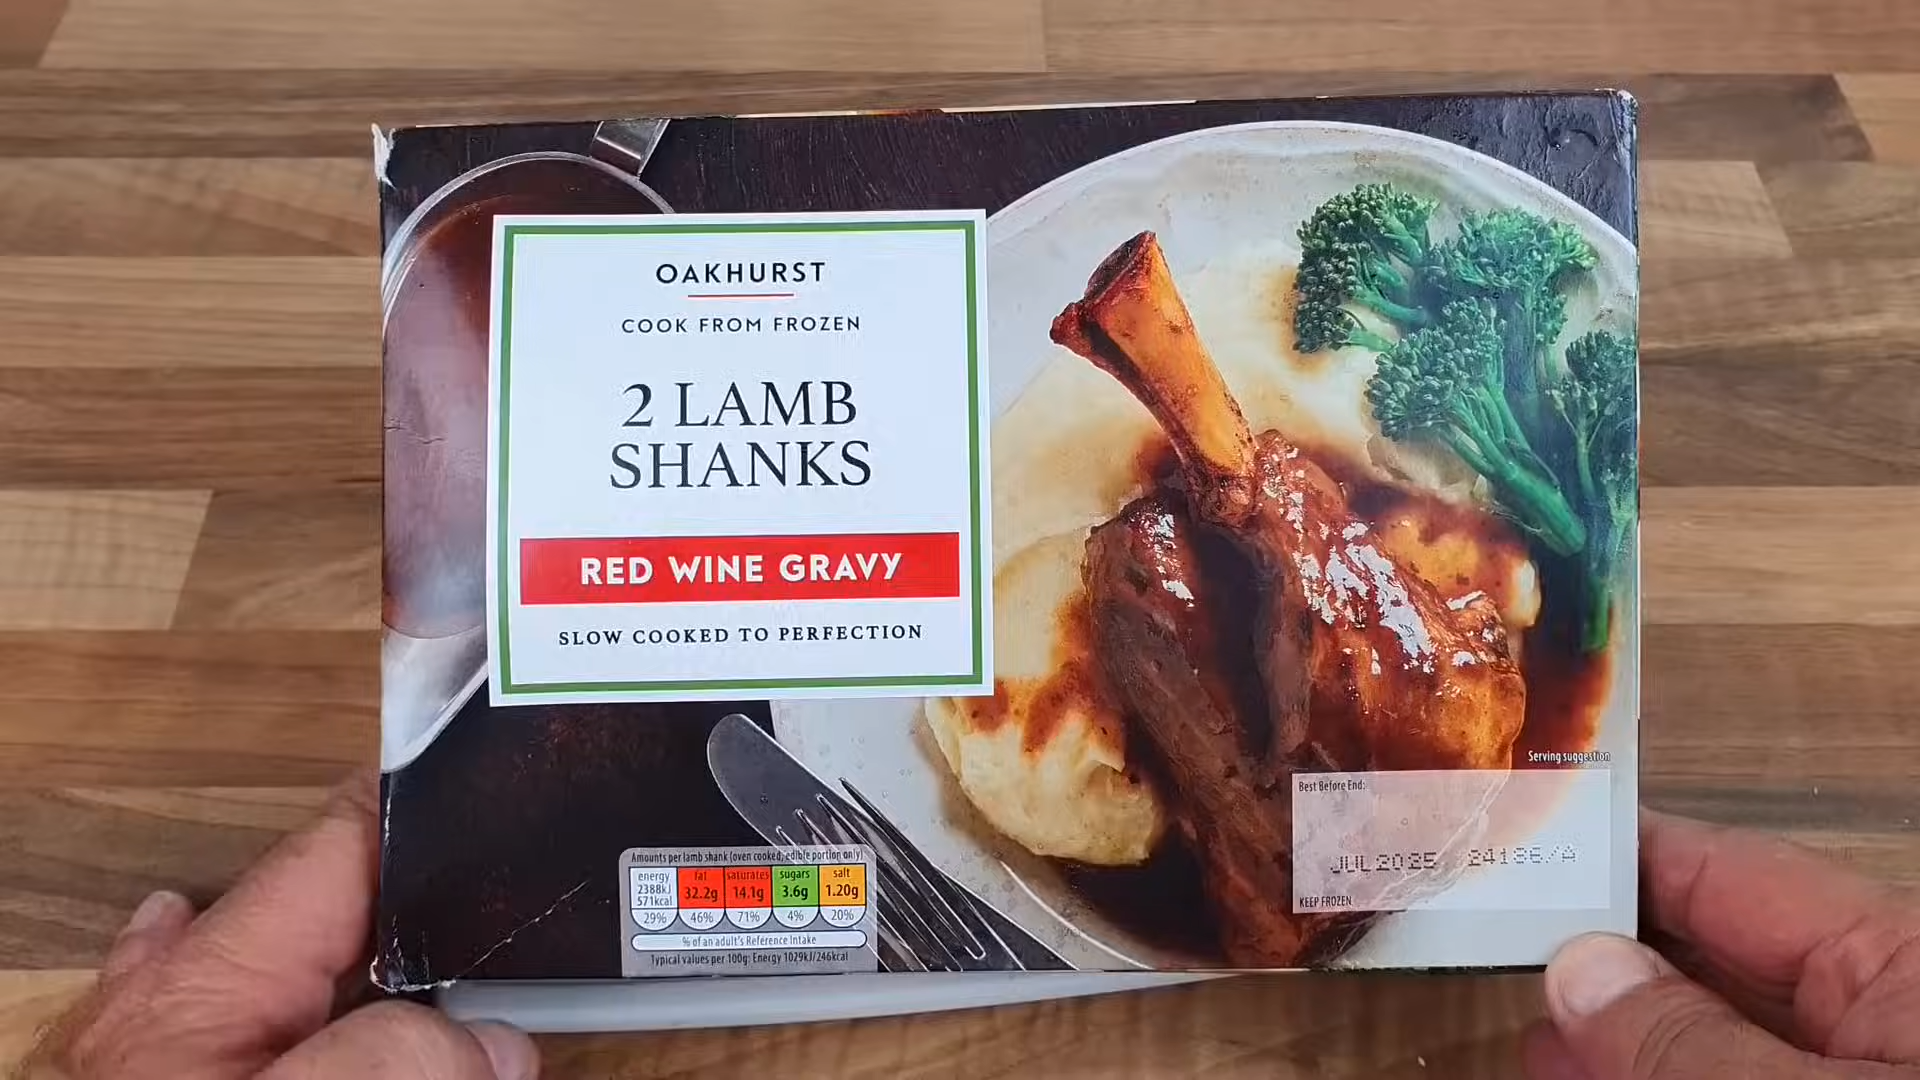 OAKHURST
COOK FROM FROZEN
2 LAMB
SHANKS
RED WINE GRAVY
SLOW COOKED TO PERFECTION
Serving suggestion
Best Before End:
JUL 2025 24186/A
KEEP FROZEN
Amounts per lamb shank (oven cooked, edible portion only)
energy fat saturates sugars salt
2388kJ
571kcal 32.2g 14.1g 3.6g 1.20g
29% 46% 71% 4% 20%
% of an adult's Reference Intake
Typical values per 100g: Energy 1029kJ/246kcal